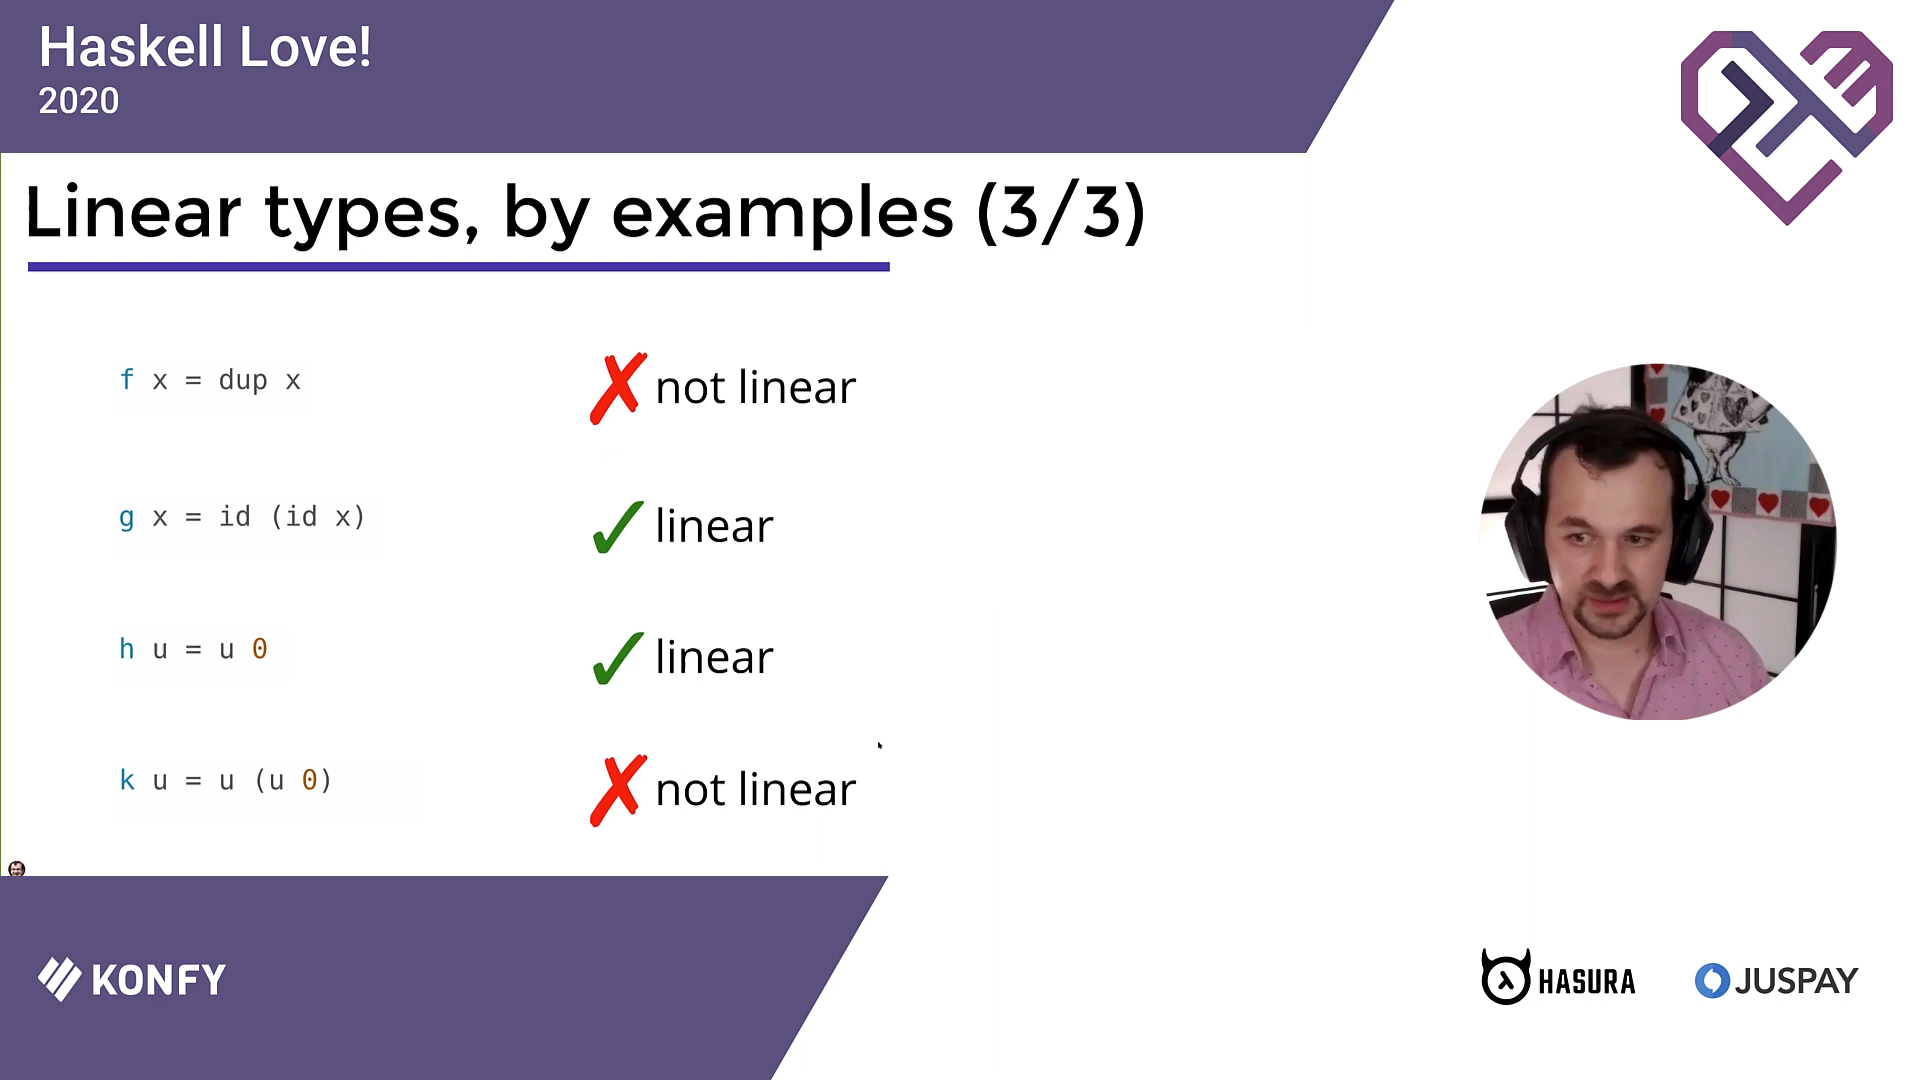 Haskell Love!
2020
Linear types, by examples (3/3)
f x = dup x
✗ not linear
g x = id (id x)
✓ linear
h u = u 0
✓ linear
k u = u (u 0)
✗ not linear
KONFY
HASURA
JUSPAY